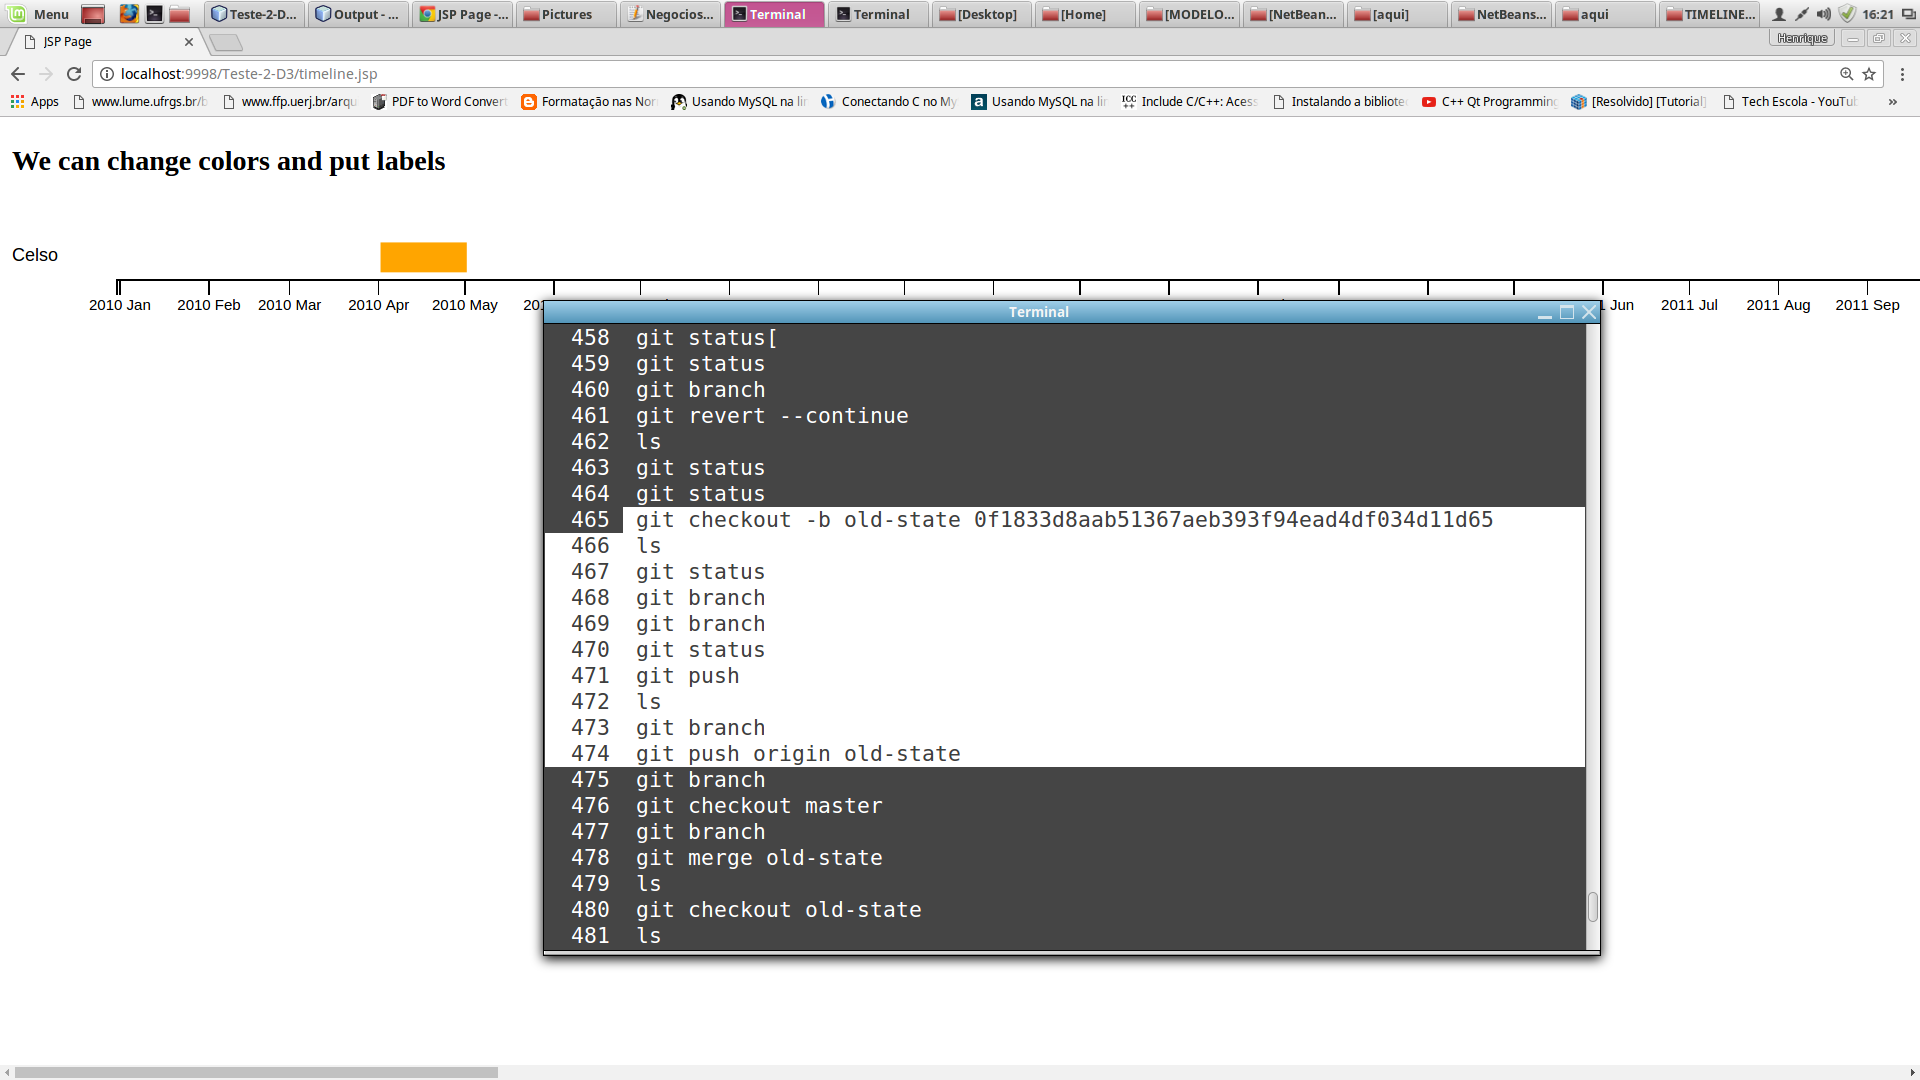 Menu Teste-2-D... Output - ... JSP Page -... Pictures Negocios... Terminal Terminal [Desktop] [Home] [MODELO... [NetBean... [aqui] NetBeans... aqui TIMELINE... 16:21
JSP Page Henrique
localhost:9998/Teste-2-D3/timeline.jsp
Apps www.lume.ufrgs.br/b www.ffp.uerj.br/arqu PDF to Word Convert Formatação nas Nor Usando MySQL na lin Conectando C no My Usando MySQL na lin Include C/C++: Acess Instalando a bibliote C++ Qt Programming [Resolvido] [Tutorial] Tech Escola - YouTub »
We can change colors and put labels
Celso
2010 Jan 2010 Feb 2010 Mar 2010 Apr 2010 May 20 Jun 2011 Jul 2011 Aug 2011 Sep
Terminal
458 git status[
459 git status
460 git branch
461 git revert --continue
462 ls
463 git status
464 git status
465 git checkout -b old-state 0f1833d8aab51367aeb393f94ead4df034d11d65
466 ls
467 git status
468 git branch
469 git branch
470 git status
471 git push
472 ls
473 git branch
474 git push origin old-state
475 git branch
476 git checkout master
477 git branch
478 git merge old-state
479 ls
480 git checkout old-state
481 ls